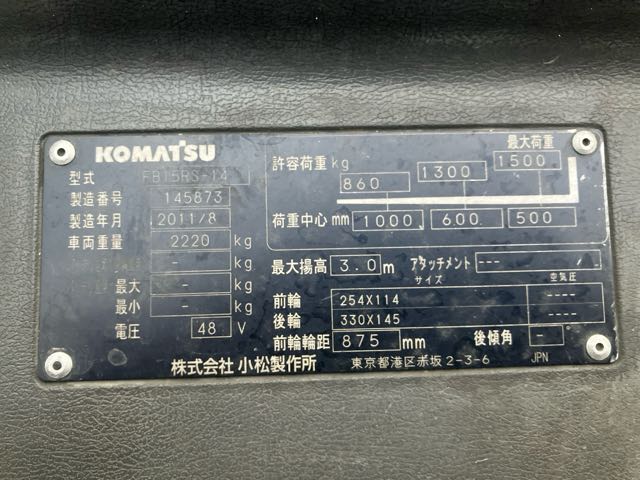 KOMATSU
型式 FB15RS-14
製造番号 145873
製造年月 2011/8
車両重量 2220 kg
- kg
最大 - kg
最小 - kg
電圧 48 V
最大荷重
許容荷重 kg 860 1300 1500
荷重中心 mm 1000 600 500
最大揚高 3.0 m アタッチメント ---
サイズ 空気圧
前輪 254X114 ----
後輪 330X145 ----
前輪輪距 875 mm 後傾角 - °
株式会社 小松製作所 東京都港区赤坂2-3-6 JPN